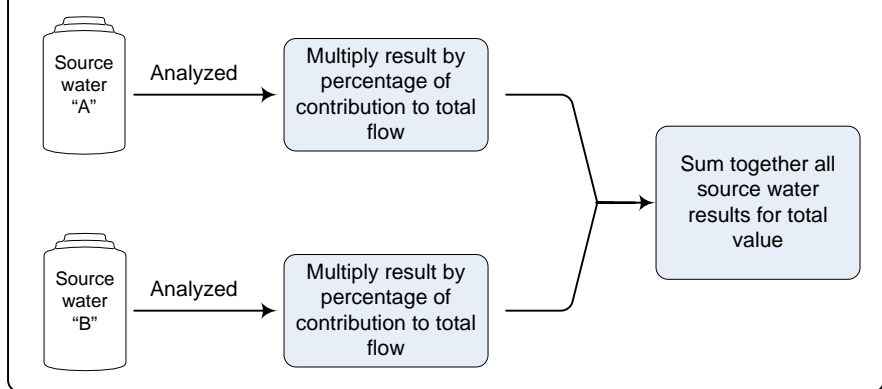 Source
water
“A”
Analyzed
Multiply result by
percentage of
contribution to total
flow
Sum together all
source water
results for total
value
Source
water
“B”
Analyzed
Multiply result by
percentage of
contribution to total
flow